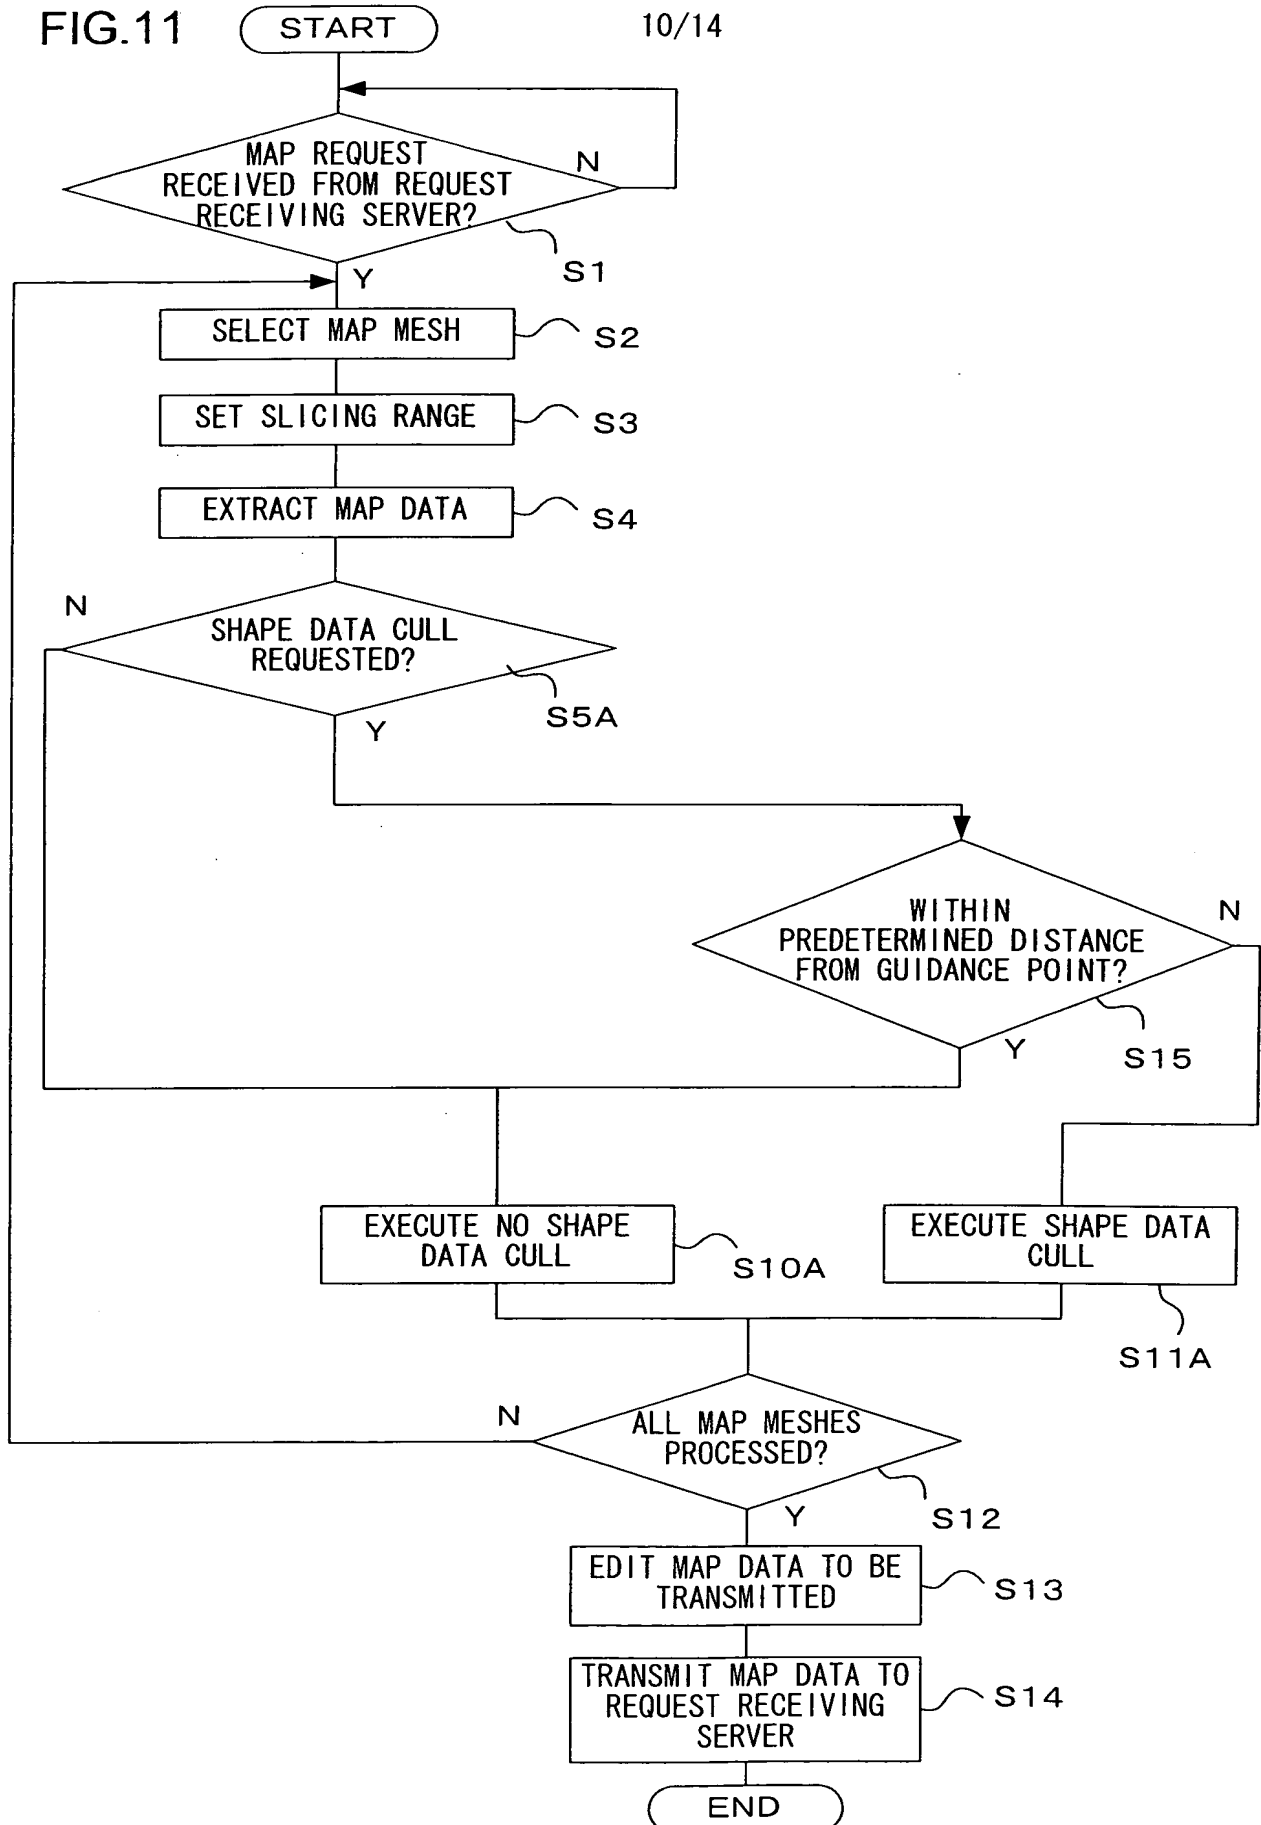 FIG.11
START
10/14
MAP REQUEST
RECEIVED FROM REQUEST
RECEIVING SERVER?
N
S1
Y
SELECT MAP MESH
S2
SET SLICING RANGE
S3
EXTRACT MAP DATA
S4
N
SHAPE DATA CULL
REQUESTED?
S5A
Y
WITHIN
PREDETERMINED DISTANCE
FROM GUIDANCE POINT?
N
S15
Y
EXECUTE NO SHAPE
DATA CULL
S10A
EXECUTE SHAPE DATA
CULL
S11A
N
ALL MAP MESHES
PROCESSED?
S12
Y
EDIT MAP DATA TO BE
TRANSMITTED
S13
TRANSMIT MAP DATA TO
REQUEST RECEIVING
SERVER
S14
END